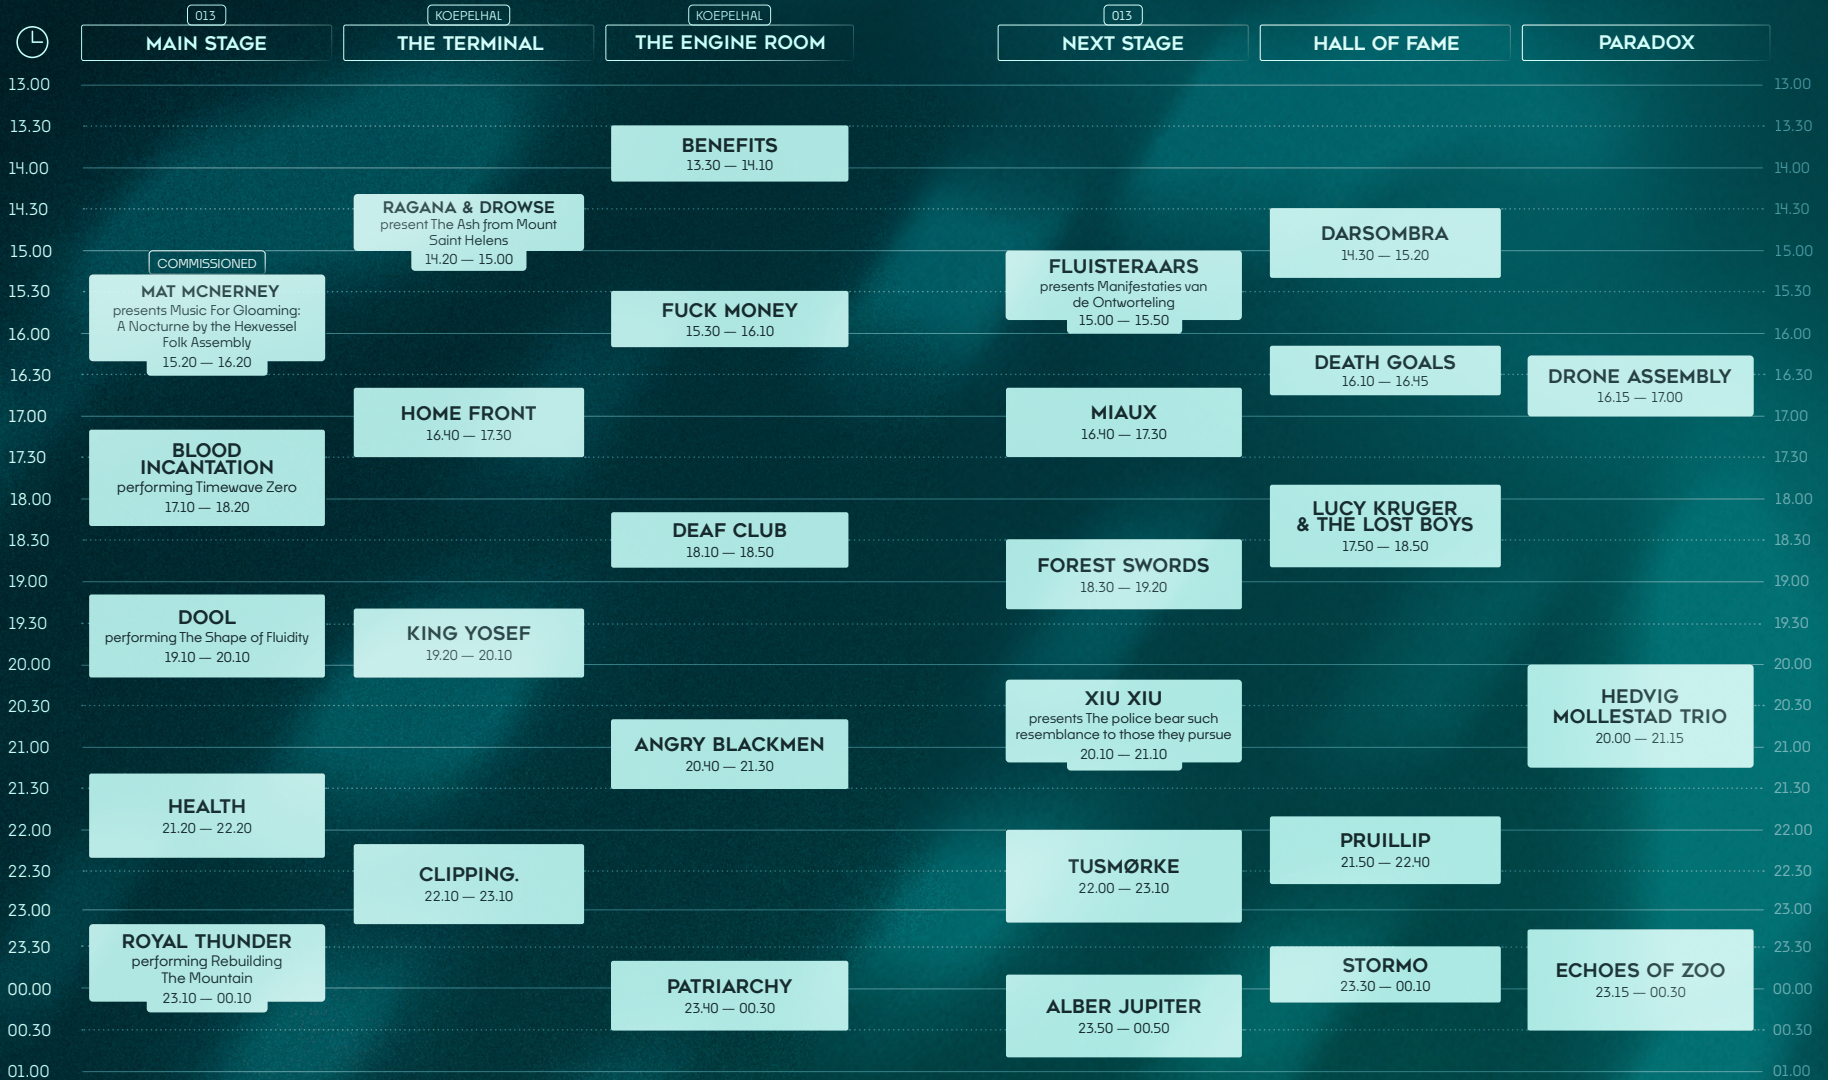 013
KOEPELHAL
KOEPELHAL
013
MAIN STAGE
THE TERMINAL
THE ENGINE ROOM
NEXT STAGE
HALL OF FAME
PARADOX
13.00
13.30
14.00
14.30
15.00
15.30
16.00
16.30
17.00
17.30
18.00
18.30
19.00
19.30
20.00
20.30
21.00
21.30
22.00
22.30
23.00
23.30
00.00
00.30
01.00
COMMISSIONED
MAT MCNERNEY
presents Music For Gloaming:
A Nocturne by the Hexvessel
Folk Assembly
15.20 — 16.20
BLOOD
INCANTATION
performing Timewave Zero
17.10 — 18.20
DOOL
performing The Shape of Fluidity
19.10 — 20.10
HEALTH
21.20 — 22.20
ROYAL THUNDER
performing Rebuilding
The Mountain
23.10 — 00.10
RAGANA & DROWSE
present The Ash from Mount
Saint Helens
14.20 — 15.00
HOME FRONT
16.40 — 17.30
KING YOSEF
19.20 — 20.10
CLIPPING.
22.10 — 23.10
BENEFITS
13.30 — 14.10
FUCK MONEY
15.30 — 16.10
DEAF CLUB
18.10 — 18.50
ANGRY BLACKMEN
20.40 — 21.30
PATRIARCHY
23.40 — 00.30
FLUISTERAARS
presents Manifestaties van
de Ontworteling
15.00 — 15.50
MIAUX
16.40 — 17.30
FOREST SWORDS
18.30 — 19.20
XIU XIU
presents The police bear such
resemblance to those they pursue
20.10 — 21.10
TUSMØRKE
22.00 — 23.10
ALBER JUPITER
23.50 — 00.50
DARSOMBRA
14.30 — 15.20
DEATH GOALS
16.10 — 16.45
LUCY KRUGER
& THE LOST BOYS
17.50 — 18.50
PRUILLIP
21.50 — 22.40
STORMO
23.30 — 00.10
DRONE ASSEMBLY
16.15 — 17.00
HEDVIG
MOLLESTAD TRIO
20.00 — 21.15
ECHOES OF ZOO
23.15 — 00.30
13.00
13.30
14.00
14.30
15.00
15.30
16.00
16.30
17.00
17.30
18.00
18.30
19.00
19.30
20.00
20.30
21.00
21.30
22.00
22.30
23.00
23.30
00.00
00.30
01.00